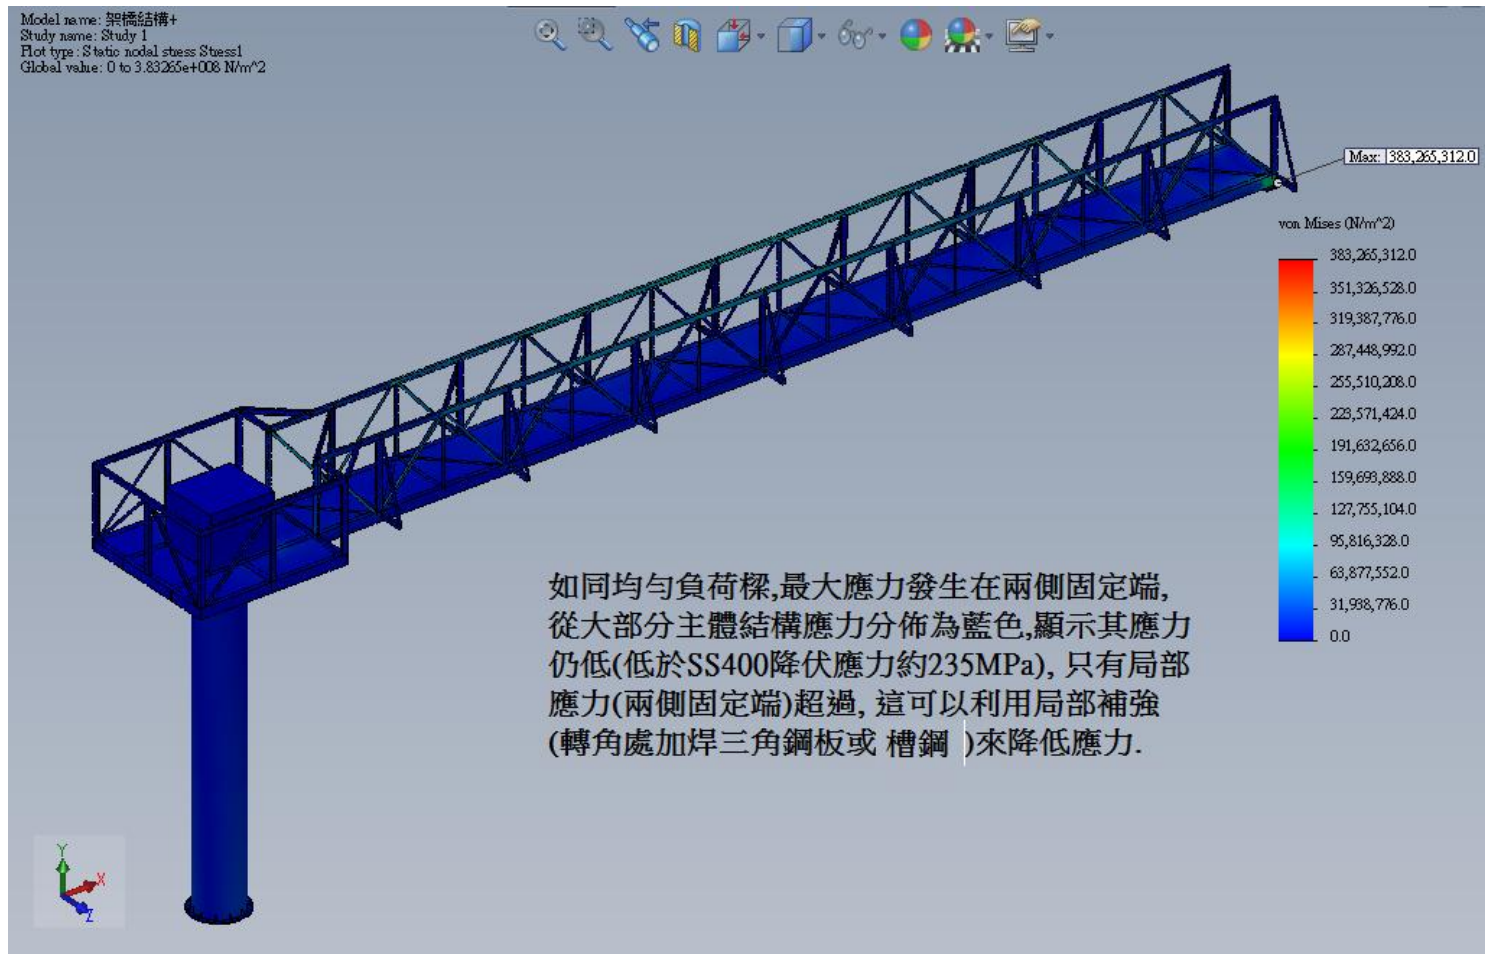 Model name: 架橋結構+
Study name: Study 1
Plot type: Static nodal stress Stress1
Global value: 0 to 3.83265e+008 N/m^2
Max: 383,265,312.0
von Mises (N/m^2)
383,265,312.0
351,326,528.0
319,387,776.0
287,448,992.0
255,510,208.0
223,571,424.0
191,632,656.0
159,693,888.0
127,755,104.0
95,816,328.0
63,877,552.0
31,938,776.0
0.0
如同均勻負荷樑,最大應力發生在兩側固定端,
從大部分主體結構應力分佈為藍色,顯示其應力
仍低(低於SS400降伏應力約235MPa), 只有局部
應力(兩側固定端)超過, 這可以利用局部補強
(轉角處加焊三角鋼板或 槽鋼 )來降低應力.
Y
X
Z